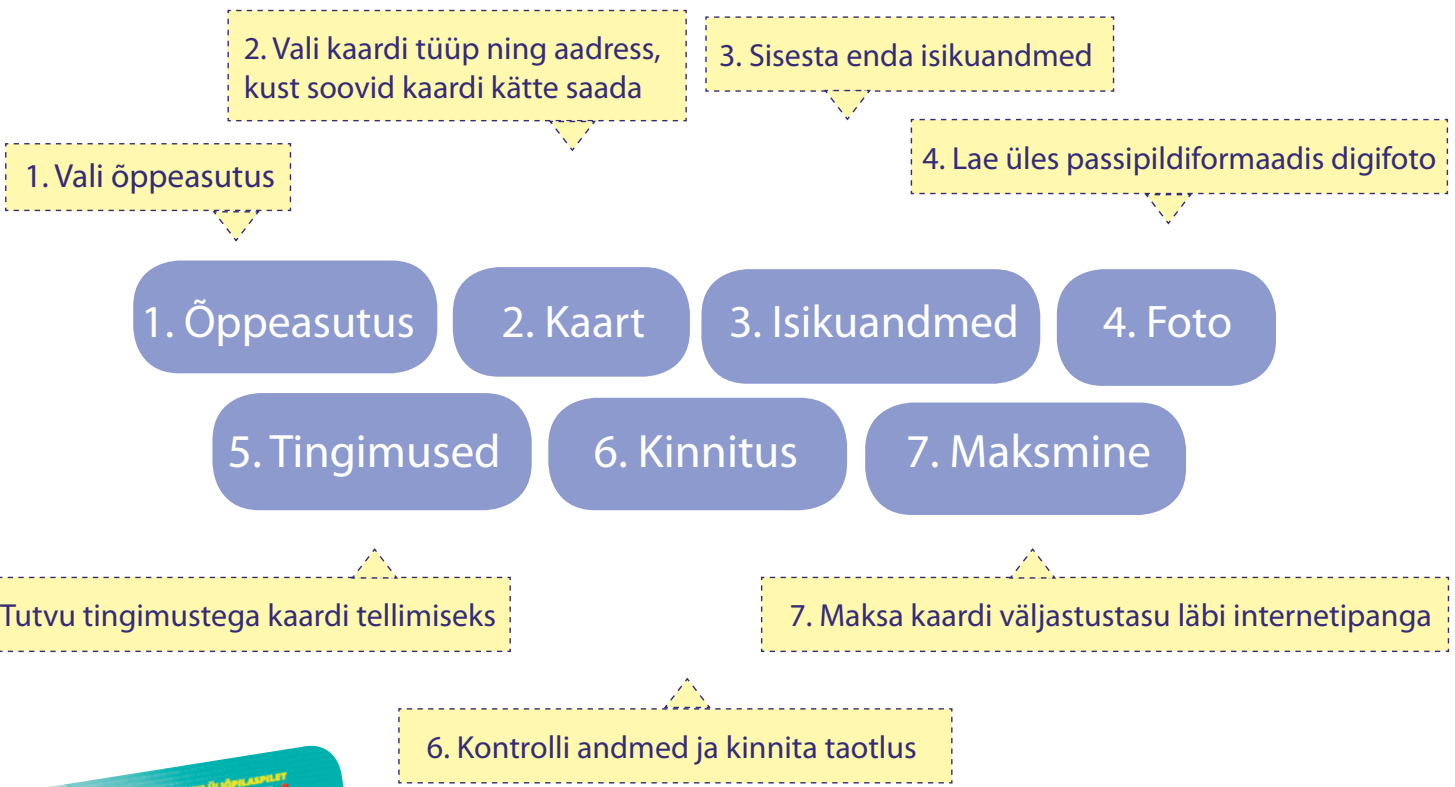 2. Vali kaardi tüüp ning aadress,
kust soovid kaardi kätte saada
3. Sisesta enda isikuandmed
1. Vali õppeasutus
4. Lae üles passipildiformaadis digifoto
1. Õppeasutus
2. Kaart
3. Isikuandmed
4. Foto
5. Tingimused
6. Kinnitus
7. Maksmine
Tutvu tingimustega kaardi tellimiseks
7. Maksa kaardi väljastustasu läbi internetipanga
6. Kontrolli andmed ja kinnita taotlus
ÜLIÕPILASPILET